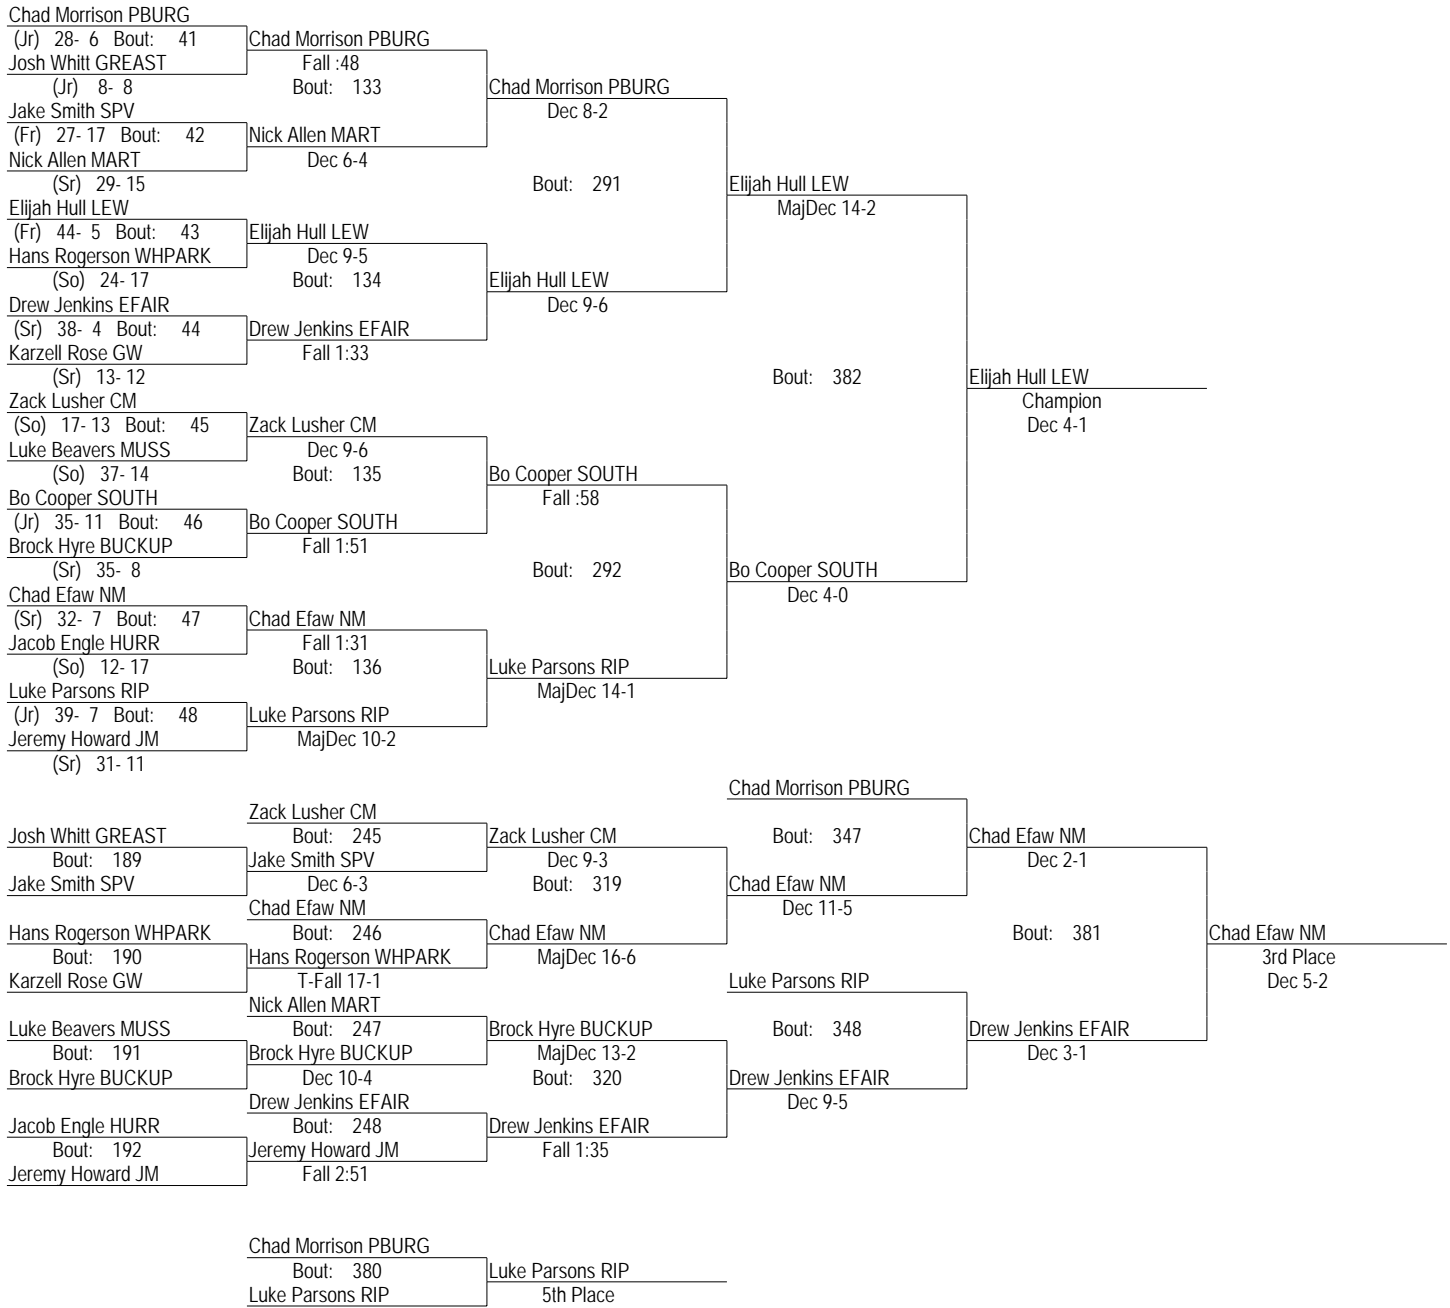 Chad Morrison PBURG
(Jr) 28- 6 Bout: 41 Chad Morrison PBURG
Josh Whitt GREAST Fall :48
(Jr) 8- 8 Bout: 133 Chad Morrison PBURG
Jake Smith SPV Dec 8-2
(Fr) 27- 17 Bout: 42 Nick Allen MART
Nick Allen MART Dec 6-4
(Sr) 29- 15 Bout: 291 Elijah Hull LEW
Elijah Hull LEW MajDec 14-2
(Fr) 44- 5 Bout: 43 Elijah Hull LEW
Hans Rogerson WHPARK Dec 9-5
(So) 24- 17 Bout: 134 Elijah Hull LEW
Drew Jenkins EFAIR Dec 9-6
(Sr) 38- 4 Bout: 44 Drew Jenkins EFAIR
Karzell Rose GW Fall 1:33
(Sr) 13- 12 Bout: 382 Elijah Hull LEW
Zack Lusher CM Champion
(So) 17- 13 Bout: 45 Zack Lusher CM Dec 4-1
Luke Beavers MUSS Dec 9-6
(So) 37- 14 Bout: 135 Bo Cooper SOUTH
Bo Cooper SOUTH Fall :58
(Jr) 35- 11 Bout: 46 Bo Cooper SOUTH
Brock Hyre BUCKUP Fall 1:51
(Sr) 35- 8 Bout: 292 Bo Cooper SOUTH
Chad Efaw NM Dec 4-0
(Sr) 32- 7 Bout: 47 Chad Efaw NM
Jacob Engle HURR Fall 1:31
(So) 12- 17 Bout: 136 Luke Parsons RIP
Luke Parsons RIP MajDec 14-1
(Jr) 39- 7 Bout: 48 Luke Parsons RIP
Jeremy Howard JM MajDec 10-2
(Sr) 31- 11
Chad Morrison PBURG
Zack Lusher CM
Josh Whitt GREAST Bout: 245 Zack Lusher CM Bout: 347 Chad Efaw NM
Bout: 189 Jake Smith SPV Dec 9-3 Dec 2-1
Jake Smith SPV Dec 6-3 Bout: 319 Chad Efaw NM
Chad Efaw NM Dec 11-5
Hans Rogerson WHPARK Bout: 246 Chad Efaw NM Bout: 381 Chad Efaw NM
Bout: 190 Hans Rogerson WHPARK MajDec 16-6 3rd Place
Karzell Rose GW T-Fall 17-1 Luke Parsons RIP Dec 5-2
Nick Allen MART
Luke Beavers MUSS Bout: 247 Brock Hyre BUCKUP Bout: 348 Drew Jenkins EFAIR
Bout: 191 Brock Hyre BUCKUP MajDec 13-2 Dec 3-1
Brock Hyre BUCKUP Dec 10-4 Bout: 320 Drew Jenkins EFAIR
Drew Jenkins EFAIR Dec 9-5
Jacob Engle HURR Bout: 248 Drew Jenkins EFAIR
Bout: 192 Jeremy Howard JM Fall 1:35
Jeremy Howard JM Fall 2:51
Chad Morrison PBURG
Bout: 380 Luke Parsons RIP
Luke Parsons RIP 5th Place